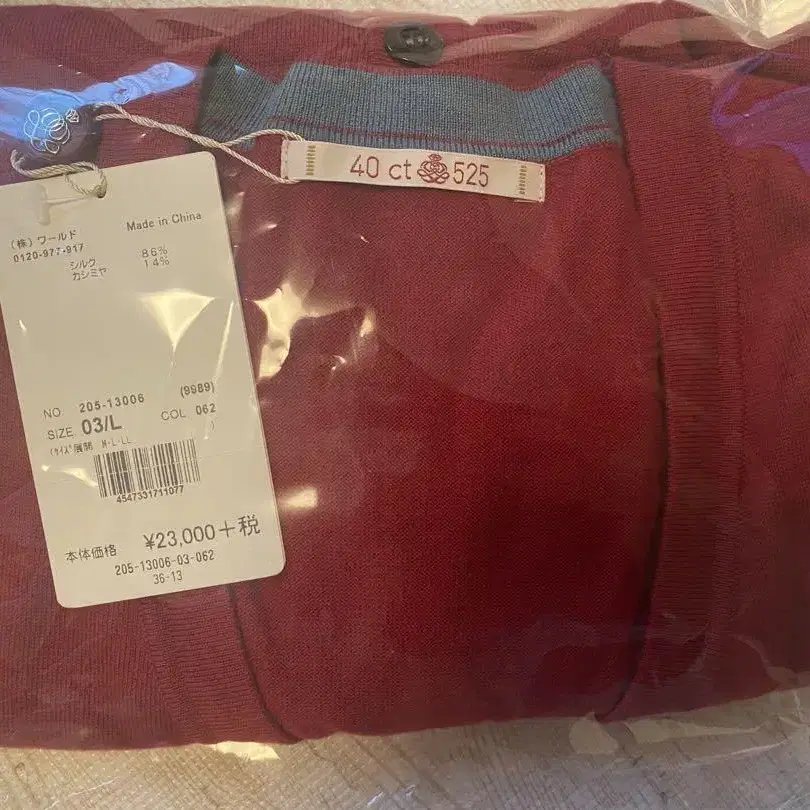 40 ct 525
Made in China
(株)ワールド
0120-977-917
シルク 86%
カシミヤ 14%
NO 205-13006 (9989)
SIZE 03/L COL 062
(サイズ展開 M・L・LL )
4547331711077
本体価格 ¥23,000+税
205-13006-03-062
36-13